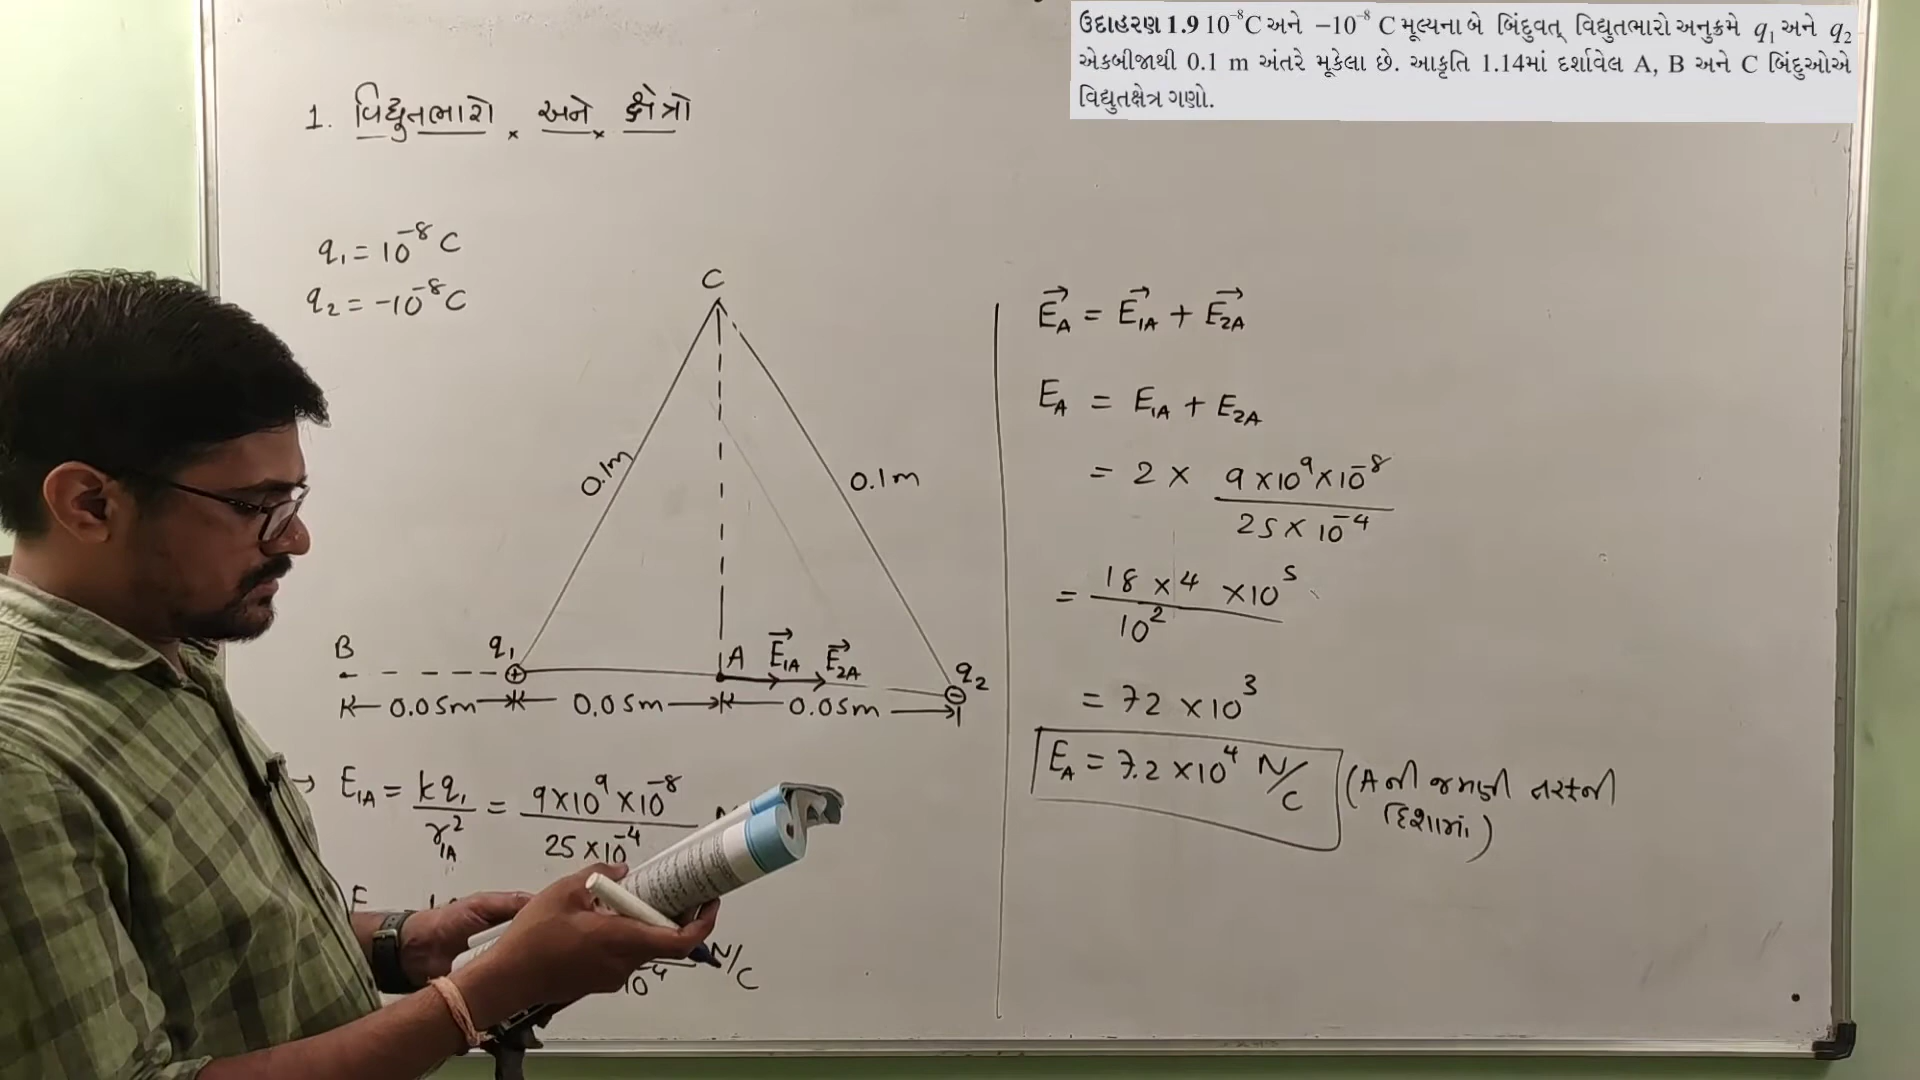 ઉદાહરણ 1.9 10⁻⁸C અને −10⁻⁸ C મૂલ્યના બે બિંદુવત્ વિદ્યુતભારો અનુક્રમે q₁ અને q₂
એકબીજાથી 0.1 m અંતરે મૂકેલા છે. આકૃતિ 1.14માં દર્શાવેલ A, B અને C બિંદુઓએ
વિદ્યુતક્ષેત્ર ગણો.
1. વિદ્યુતભારો અને ક્ષેત્રો
q₁ = 10⁻⁸ C
q₂ = -10⁻⁸ C
C
0.1m
0.1m
B q₁ A E⃗₁A E⃗₂A q₂
0.05m 0.05m 0.05m
→ E₁A = kq₁/r²₁A = 9×10⁹×10⁻⁸/25×10⁻⁴
10⁻⁴ N/C
E⃗A = E⃗₁A + E⃗₂A
EA = E₁A + E₂A
= 2 × 9×10⁹×10⁻⁸/25×10⁻⁴
= 18×4×10⁵/10²
= 72×10³
EA = 7.2×10⁴ N/C (A ની જમણી તરફની
દિશામાં)